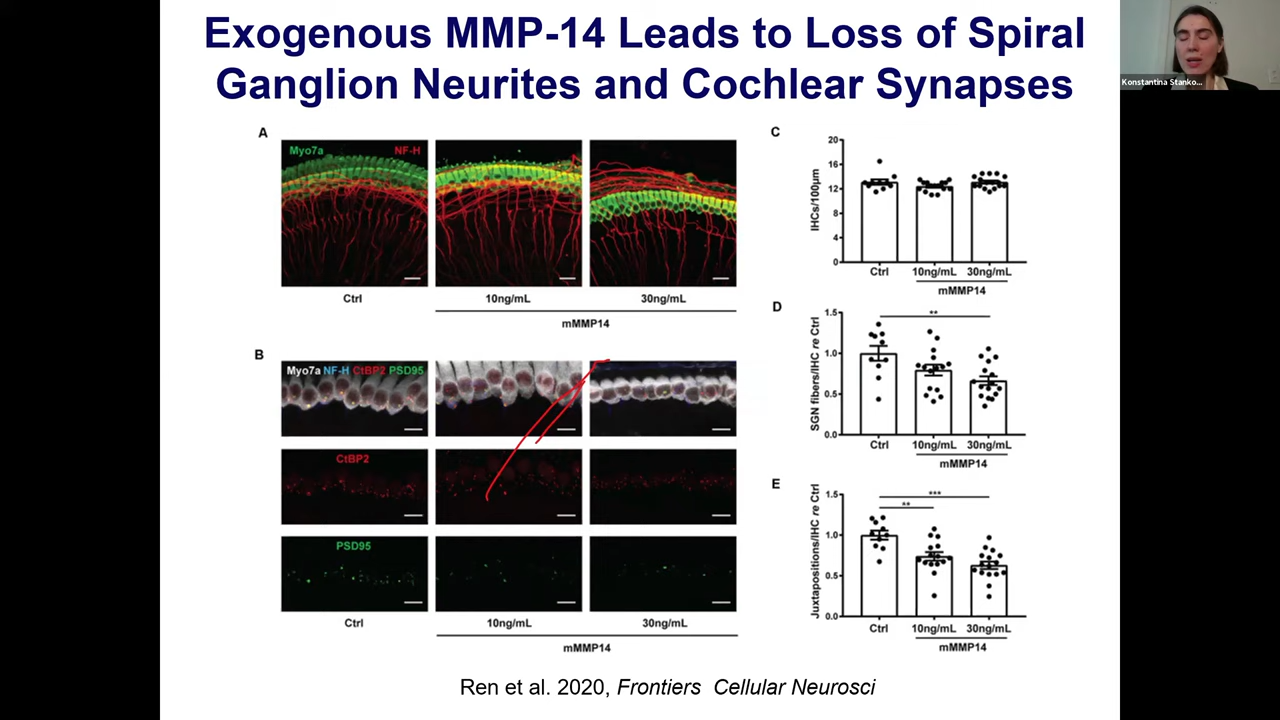 Exogenous MMP-14 Leads to Loss of Spiral
Ganglion Neurites and Cochlear Synapses
Konstantina Stanko...
A
Myo7a NF-H
Ctrl 10ng/mL 30ng/mL
mMMP14
B
Myo7a NF-H CtBP2 PSD95
CtBP2
PSD95
Ctrl 10ng/mL 30ng/mL
mMMP14
C
IHCs/100μm
20
16
12
8
4
0
Ctrl 10ng/mL 30ng/mL
mMMP14
D
SGN fibers/IHC re Ctrl
1.5
1.0
0.5
0.0
**
Ctrl 10ng/mL 30ng/mL
mMMP14
E
Juxtapositions/IHC re Ctrl
1.5
1.0
0.5
0.0
***
**
Ctrl 10ng/mL 30ng/mL
mMMP14
Ren et al. 2020, Frontiers Cellular Neurosci